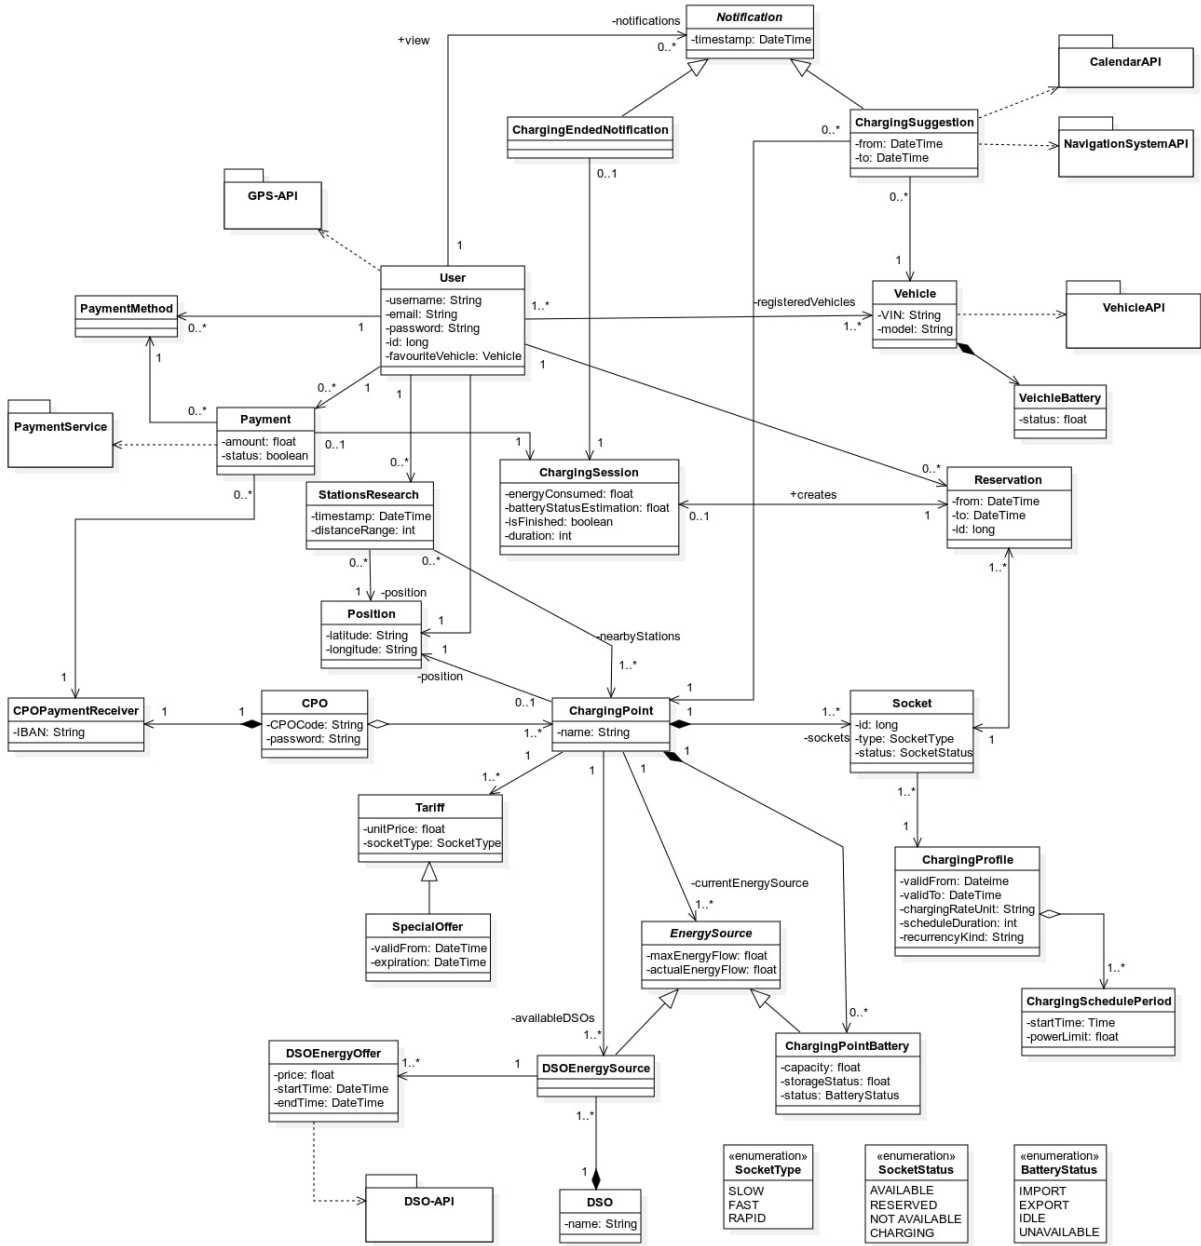 Notification
-timestamp: DateTime
-notifications
0..*
+view
1
CalendarAPI
ChargingEndedNotification
0..1
ChargingSuggestion
-from: DateTime
-to: DateTime
0..*
0..*
NavigationSystemAPI
GPS-API
User
-username: String
-email: String
-password: String
-id: long
-favouriteVehicle: Vehicle
1..*
-registeredVehicles
1..*
1
Vehicle
-VIN: String
-model: String
VehicleAPI
PaymentMethod
0..*
1
1
0..*
VeichleBattery
-status: float
PaymentService
Payment
-amount: float
-status: boolean
0..*
1
0..1
1
0..*
1
0..*
StationsResearch
-timestamp: DateTime
-distanceRange: int
0..*
0..*
ChargingSession
-energyConsumed: float
-batteryStatusEstimation: float
-isFinished: boolean
-duration: int
1
0..1
+creates
1
1
0..*
Reservation
-from: DateTime
-to: DateTime
-id: long
1..*
Position
-latitude: String
-longitude: String
1
-position
1
1
-position
0..1
-nearbyStations
1..*
1
1
CPOPaymentReceiver
-IBAN: String
1
1
CPO
-CPOCode: String
-password: String
1..*
ChargingPoint
-name: String
1
1..*
-sockets
Socket
-id: long
-type: SocketType
-status: SocketStatus
1
1..*
1
1
1..*
Tariff
-unitPrice: float
-socketType: SocketType
1
1
1
SpecialOffer
-validFrom: DateTime
-expiration: DateTime
-currentEnergySource
1..*
EnergySource
-maxEnergyFlow: float
-actualEnergyFlow: float
ChargingProfile
-validFrom: Dateime
-validTo: DateTime
-chargingRateUnit: String
-scheduleDuration: int
-recurrencyKind: String
1..*
ChargingSchedulePeriod
-startTime: Time
-powerLimit: float
-availableDSOs
1..*
0..*
DSOEnergyOffer
-price: float
-startTime: DateTime
-endTime: DateTime
1..*
1
DSOEnergySource
1..*
1
ChargingPointBattery
-capacity: float
-storageStatus: float
-status: BatteryStatus
DSO-API
DSO
-name: String
«enumeration»
SocketType
SLOW
FAST
RAPID
«enumeration»
SocketStatus
AVAILABLE
RESERVED
NOT AVAILABLE
CHARGING
«enumeration»
BatteryStatus
IMPORT
EXPORT
IDLE
UNAVAILABLE